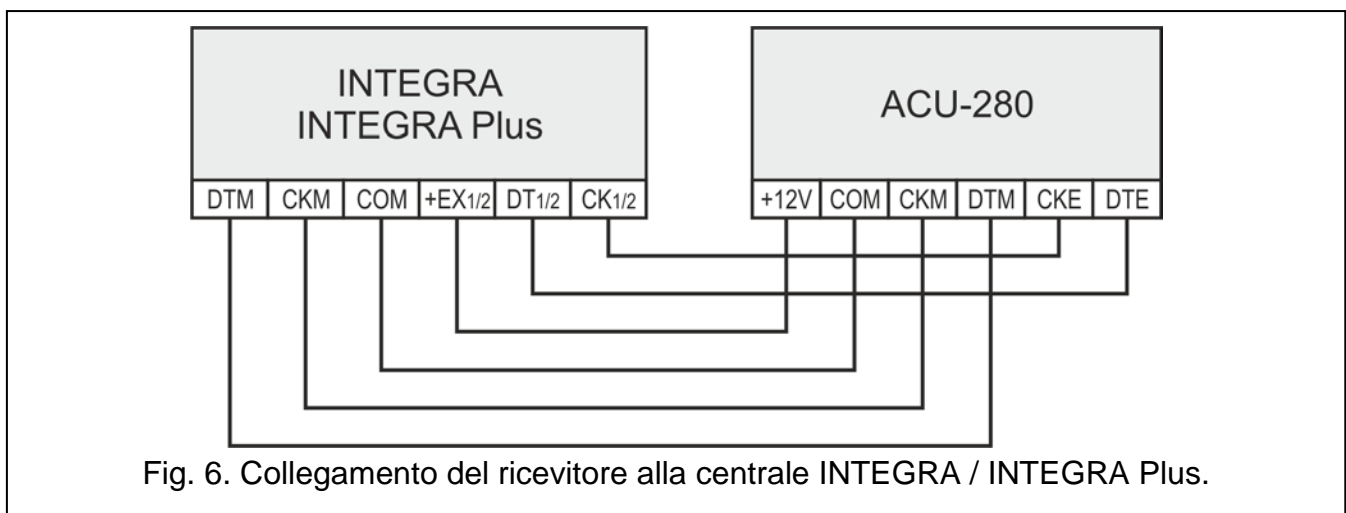 INTEGRA
INTEGRA Plus
ACU-280
DTM CKM COM +EX1/2 DT1/2 CK1/2
+12V COM CKM DTM CKE DTE
Fig. 6. Collegamento del ricevitore alla centrale INTEGRA / INTEGRA Plus.